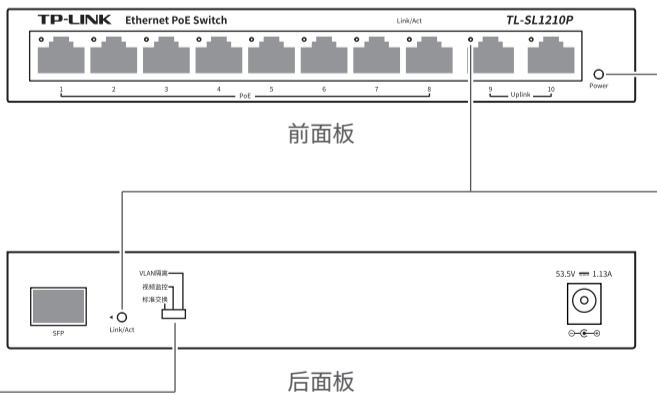 TP-LINK Ethernet PoE Switch Link/Act TL-SL1210P
1 2 3 4 5 6 7 8 9 10
PoE Uplink Power
前面板
VLAN隔离
视频监控
标准交换
53.5V 1.13A
SFP Link/Act
后面板